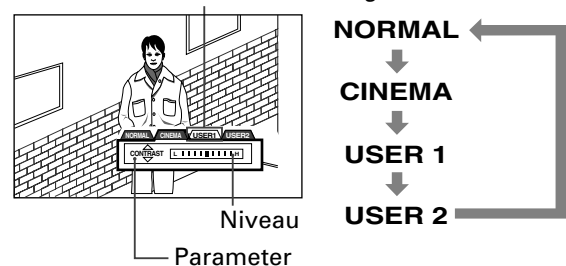 NORMAL
CINEMA
USER 1
USER 2
NORMAL CINEMA USER1 USER2
CONTRAST L H
Niveau
Parameter